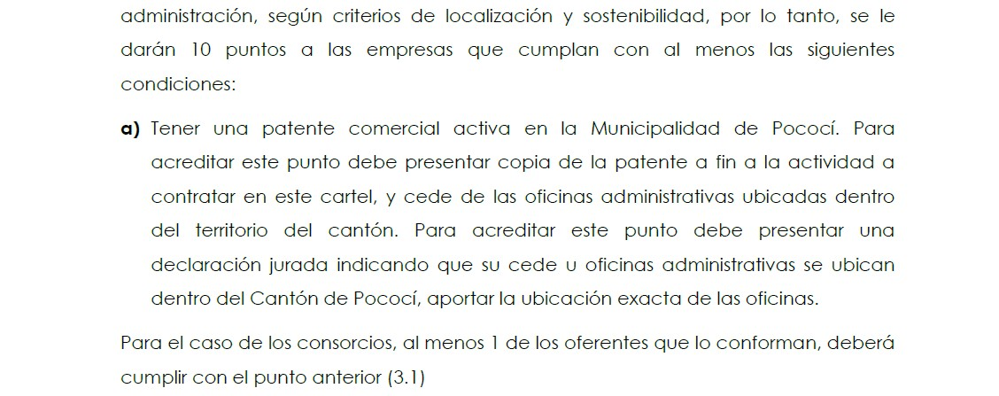 administración, según criterios de localización y sostenibilidad, por lo tanto, se le
darán 10 puntos a las empresas que cumplan con al menos las siguientes
condiciones:
a) Tener una patente comercial activa en la Municipalidad de Pococí. Para
acreditar este punto debe presentar copia de la patente a fin a la actividad a
contratar en este cartel, y cede de las oficinas administrativas ubicadas dentro
del territorio del cantón. Para acreditar este punto debe presentar una
declaración jurada indicando que su cede u oficinas administrativas se ubican
dentro del Cantón de Pococí, aportar la ubicación exacta de las oficinas.
Para el caso de los consorcios, al menos 1 de los oferentes que lo conforman, deberá
cumplir con el punto anterior (3.1)